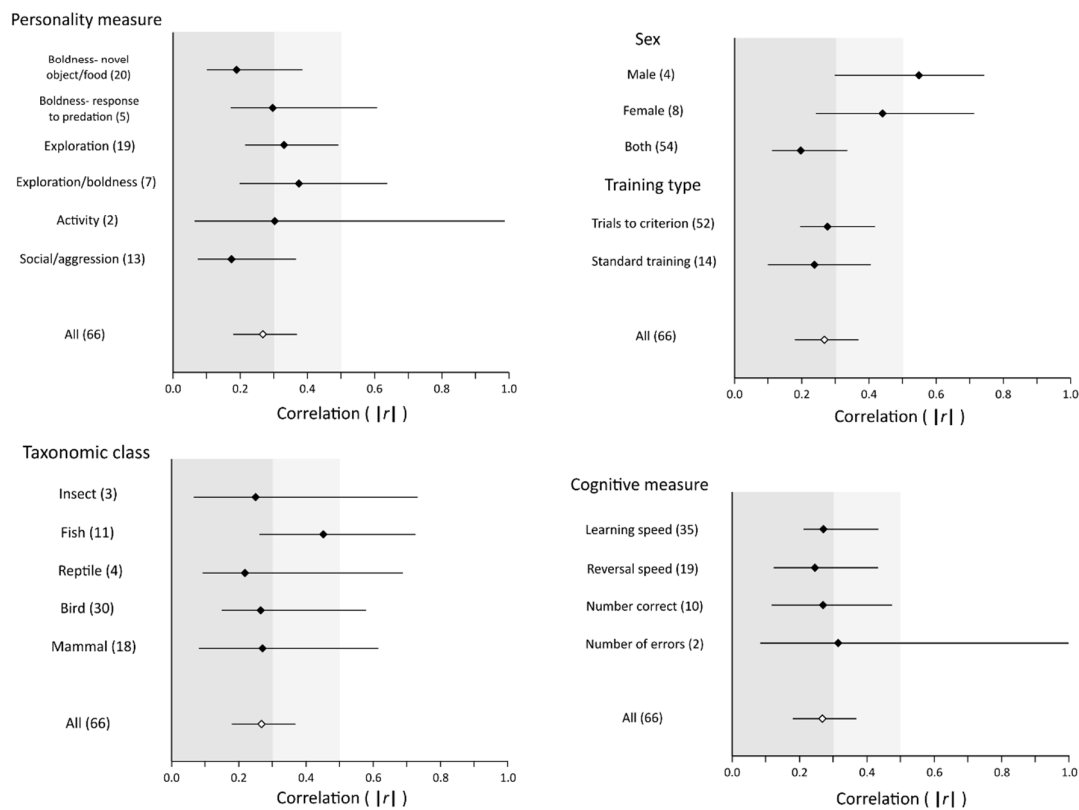 Personality measure
Boldness- novel
object/food (20)
Boldness- response
to predation (5)
Exploration (19)
Exploration/boldness (7)
Activity (2)
Social/aggression (13)
All (66)
0.0 0.2 0.4 0.6 0.8 1.0
Correlation ( |r| )
Sex
Male (4)
Female (8)
Both (54)
Training type
Trials to criterion (52)
Standard training (14)
All (66)
0.0 0.2 0.4 0.6 0.8 1.0
Correlation ( |r| )
Taxonomic class
Insect (3)
Fish (11)
Reptile (4)
Bird (30)
Mammal (18)
All (66)
0.0 0.2 0.4 0.6 0.8 1.0
Correlation ( |r| )
Cognitive measure
Learning speed (35)
Reversal speed (19)
Number correct (10)
Number of errors (2)
All (66)
0.0 0.2 0.4 0.6 0.8 1.0
Correlation ( |r| )